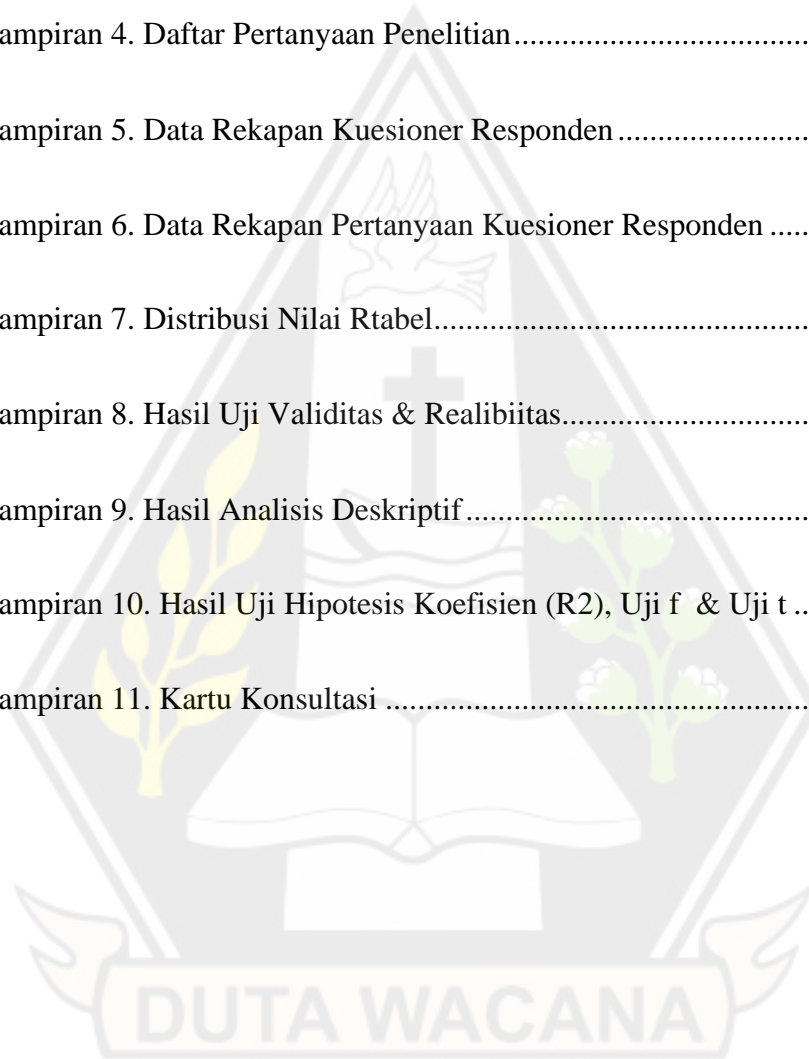 ampiran 4. Daftar Pertanyaan Penelitian.....................................
ampiran 5. Data Rekapan Kuesioner Responden ........................
ampiran 6. Data Rekapan Pertanyaan Kuesioner Responden .....
ampiran 7. Distribusi Nilai Rtabel...............................................
ampiran 8. Hasil Uji Validitas & Realibiitas...............................
ampiran 9. Hasil Analisis Deskriptif...........................................
ampiran 10. Hasil Uji Hipotesis Koefisien (R2), Uji f & Uji t ..
ampiran 11. Kartu Konsultasi .....................................................
DUTA WACANA